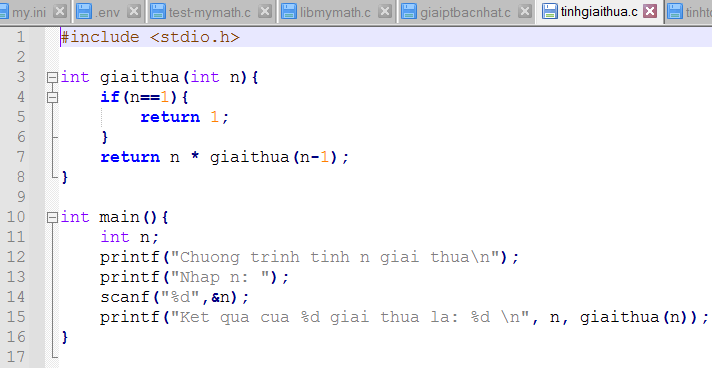 my.ini .env test-mymath.c libmymath.c giaiptbacnhat.c tinhgiaithua.c
1 #include <stdio.h>
2
3 int giaithua(int n){
4     if(n==1){
5         return 1;
6     }
7     return n * giaithua(n-1);
8 }
9
10 int main(){
11     int n;
12     printf("Chuong trinh tinh n giai thua\n");
13     printf("Nhap n: ");
14     scanf("%d",&n);
15     printf("Ket qua cua %d giai thua la: %d \n", n, giaithua(n));
16 }
17